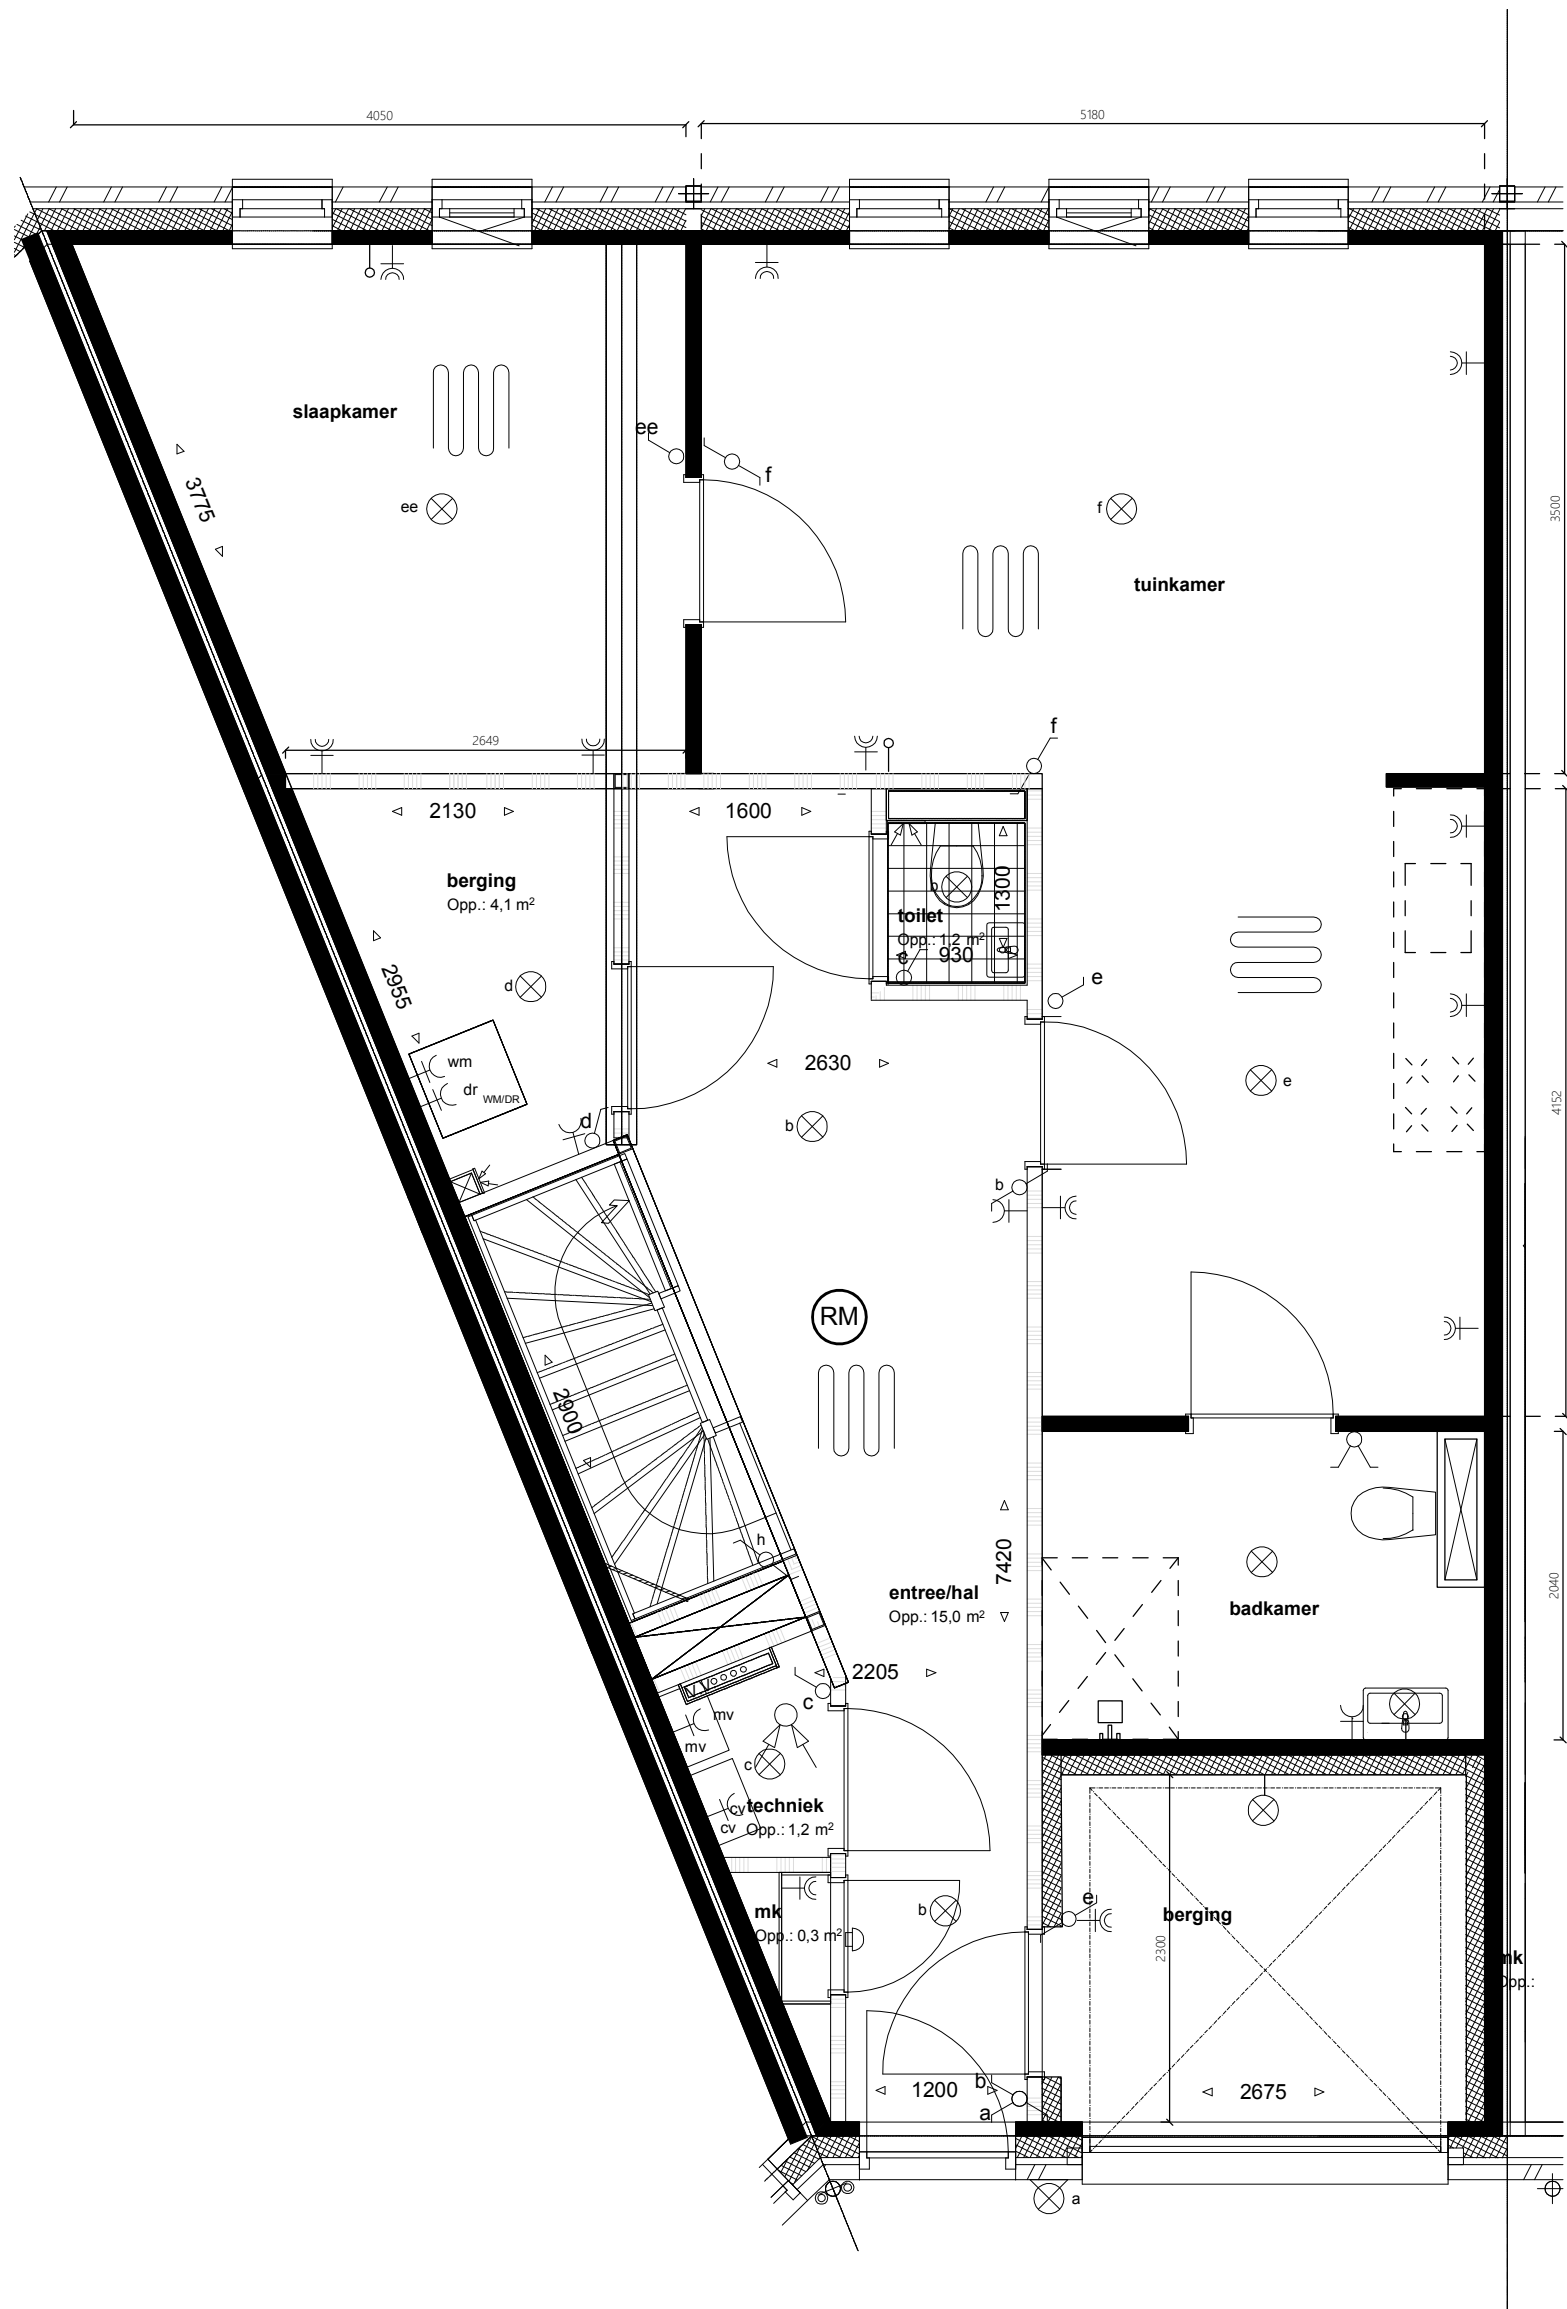 4050
5180
slaapkamer
ee
f
3775
ee
f
3500
tuinkamer
f
2649
2130
1600
berging
Opp.: 4,1 m²
b
1300
toilet
Opp.: 1,2 m²
930
e
2955
d
e
wm
dr
WM/DR
2630
e
4152
d
b
b
RM
2900
h
7420
entree/hal
Opp.: 15,0 m²
badkamer
2040
2205
c
mv
mv
c
cv
cv
techniek
Opp.: 1,2 m²
mk
Opp.: 0,3 m²
b
e
berging
2300
mk
Opp.:
1200
b
a
2675
a